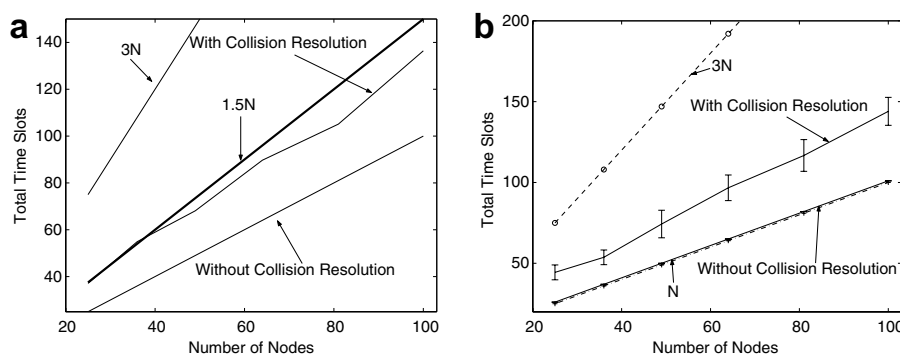 a
140
120
100
80
60
40
20
40
60
80
100
Total Time Slots
Number of Nodes
3N
With Collision Resolution
1.5N
Without Collision Resolution
b
200
150
100
50
20
40
60
80
100
Total Time Slots
Number of Nodes
3N
With Collision Resolution
Without Collision Resolution
N